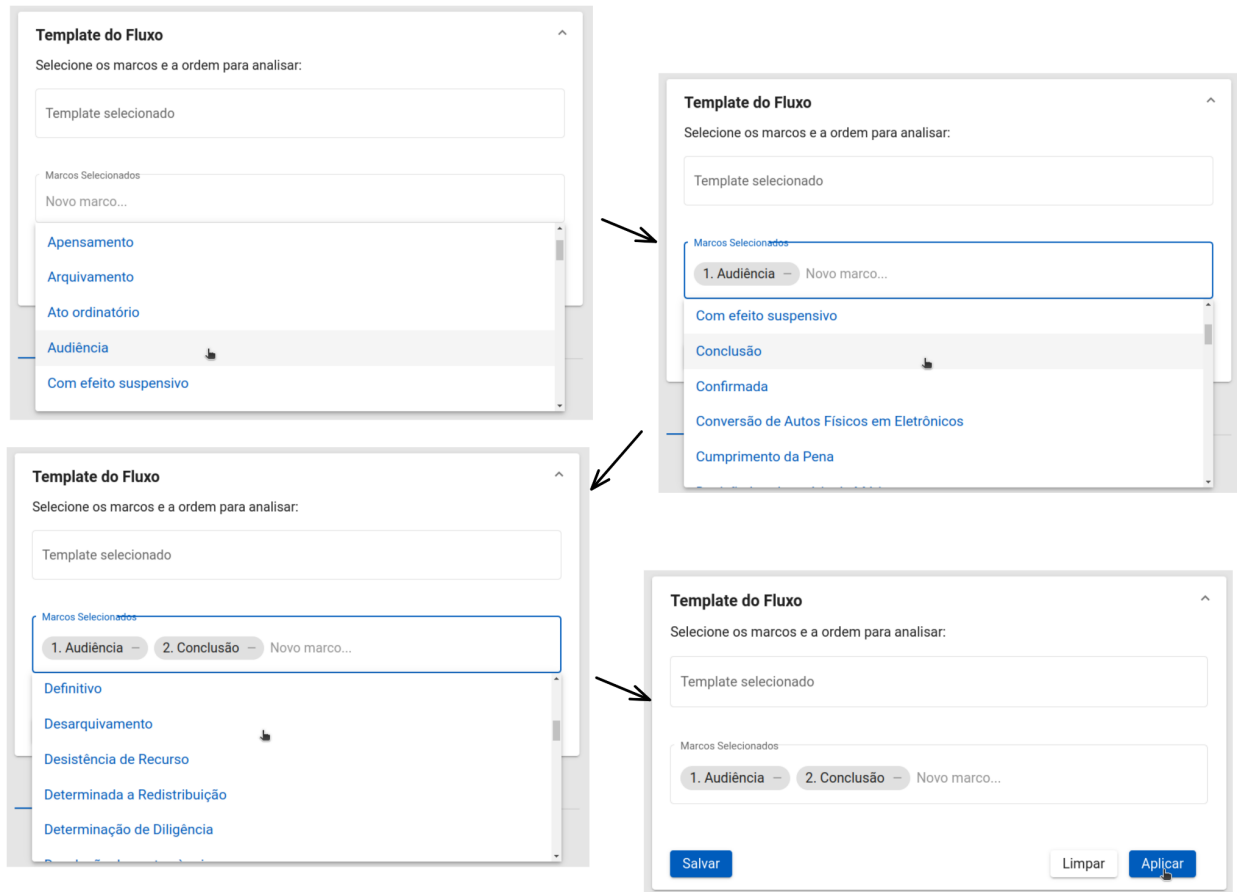 Template do Fluxo
Selecione os marcos e a ordem para analisar:
Template selecionado
Marcos Selecionados
Novo marco...
Apensamento
Arquivamento
Ato ordinatório
Audiência
Com efeito suspensivo
Template do Fluxo
Selecione os marcos e a ordem para analisar:
Template selecionado
Marcos Selecionados
1. Audiência – Novo marco...
Com efeito suspensivo
Conclusão
Confirmada
Conversão de Autos Físicos em Eletrônicos
Cumprimento da Pena
Template do Fluxo
Selecione os marcos e a ordem para analisar:
Template selecionado
Marcos Selecionados
1. Audiência – 2. Conclusão – Novo marco...
Definitivo
Desarquivamento
Desistência de Recurso
Determinada a Redistribuição
Determinação de Diligência
Template do Fluxo
Selecione os marcos e a ordem para analisar:
Template selecionado
Marcos Selecionados
1. Audiência – 2. Conclusão – Novo marco...
Salvar Limpar Aplicar